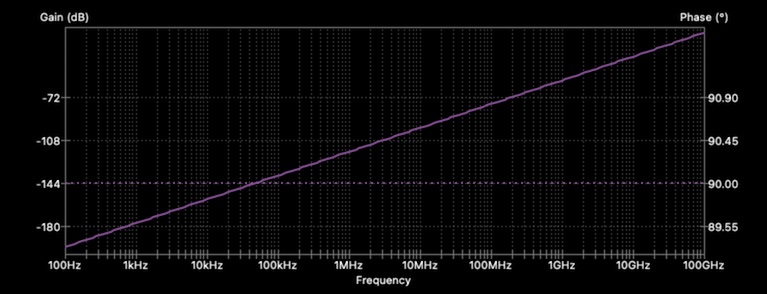 Gain (dB) Phase (°)
-72 90.90
-108 90.45
-144 90.00
-180 89.55
100Hz 1kHz 10kHz 100kHz 1MHz 10MHz 100MHz 1GHz 10GHz 100GHz
Frequency